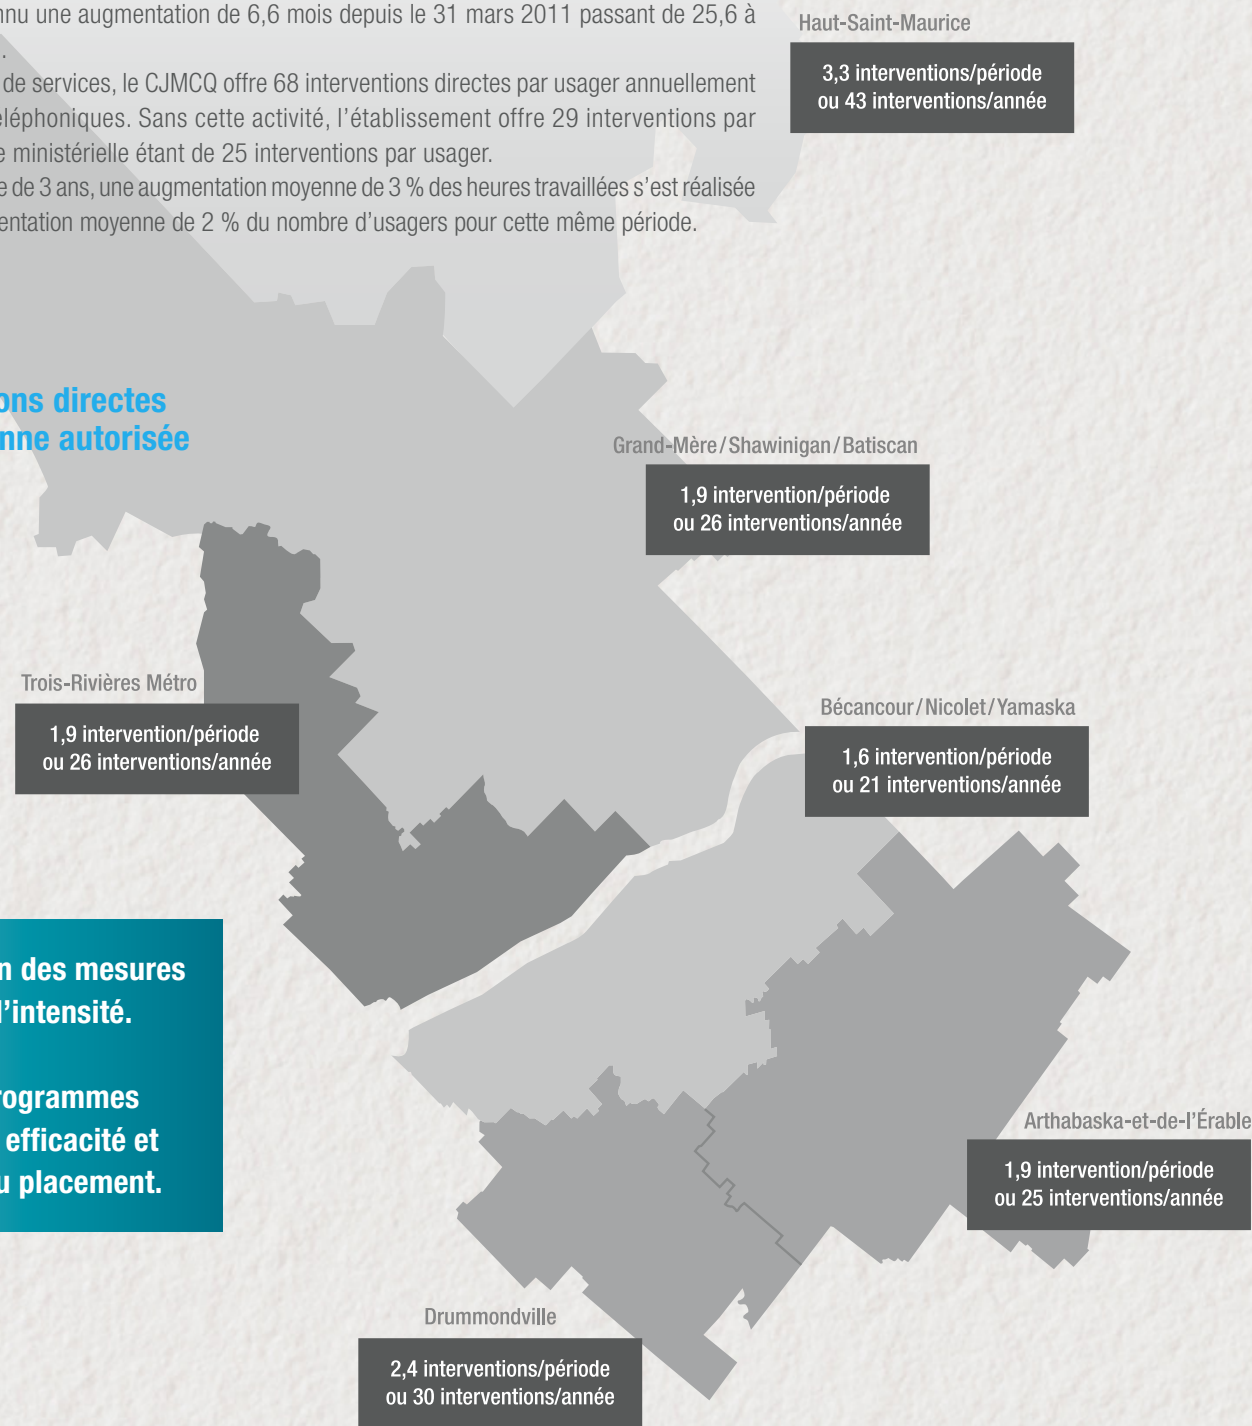 une augmentation de 6,6 mois depuis le 31 mars 2011 passant de 25,6 à
.
de services, le CJMCQ offre 68 interventions directes par usager annuellement
Sans cette activité, l’établissement offre 29 interventions par
ministérielle étant de 25 interventions par usager.
de 3 ans, une augmentation moyenne de 3 % des heures travaillées s’est réalisée
moyenne de 2 % du nombre d’usagers pour cette même période.
Haut-Saint-Maurice
3,3 interventions/période
ou 43 interventions/année
directes
autorisée
Grand-Mère/Shawinigan/Batiscan
1,9 intervention/période
ou 26 interventions/année
Trois-Rivières Métro
1,9 intervention/période
ou 26 interventions/année
Bécancour/Nicolet/Yamaska
1,6 intervention/période
ou 21 interventions/année
des mesures
l’intensité.
efficacité et
placement.
Arthabaska-et-de-l’Érable
1,9 intervention/période
ou 25 interventions/année
Drummondville
2,4 interventions/période
ou 30 interventions/année